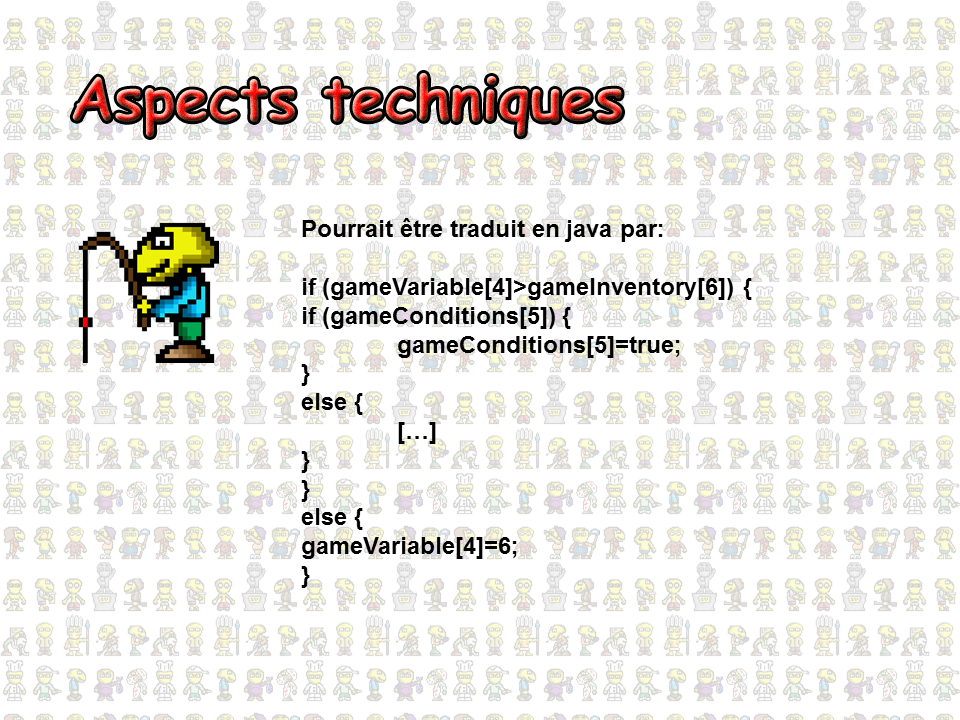 Aspects techniques
Pourrait être traduit en java par:
if (gameVariable[4]>gameInventory[6]) {
if (gameConditions[5]) {
gameConditions[5]=true;
}
else {
[…]
}
}
else {
gameVariable[4]=6;
}